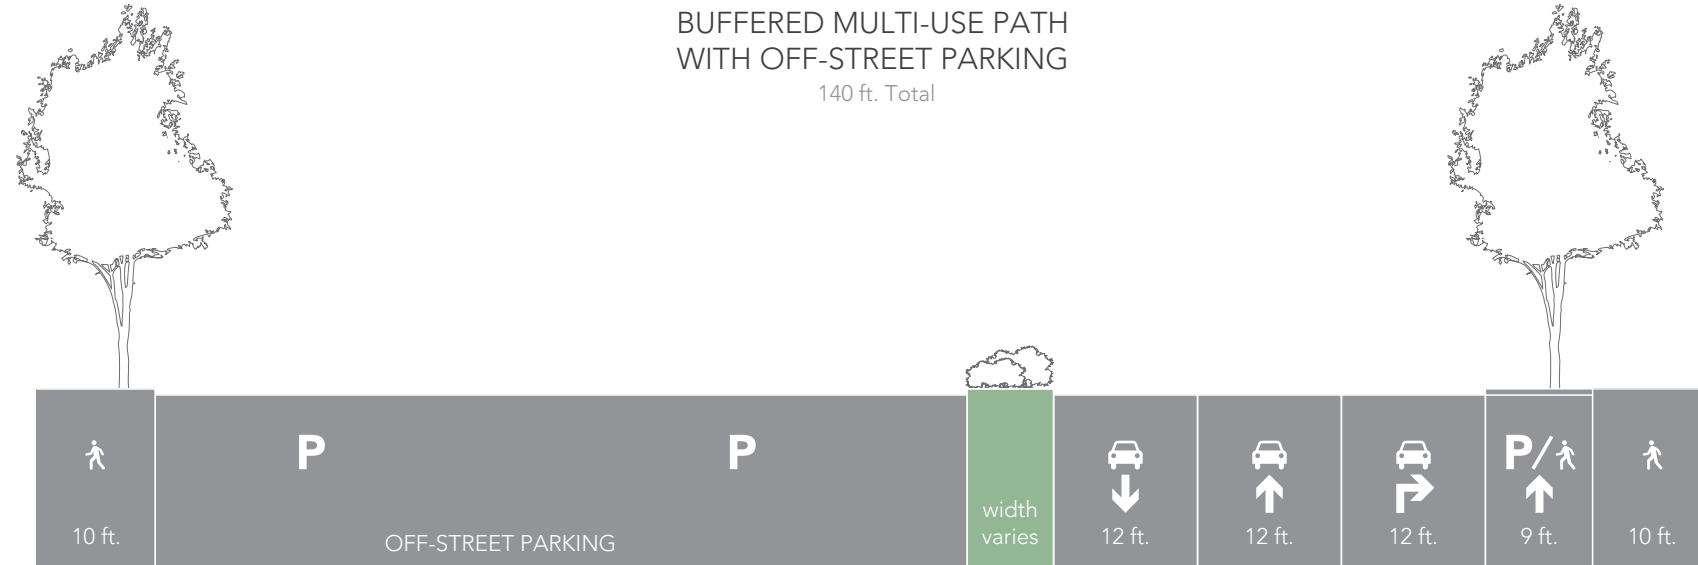 BUFFERED MULTI-USE PATH
WITH OFF-STREET PARKING
140 ft. Total
P
P
P/
width
varies
10 ft.
OFF-STREET PARKING
12 ft.
12 ft.
12 ft.
9 ft.
10 ft.